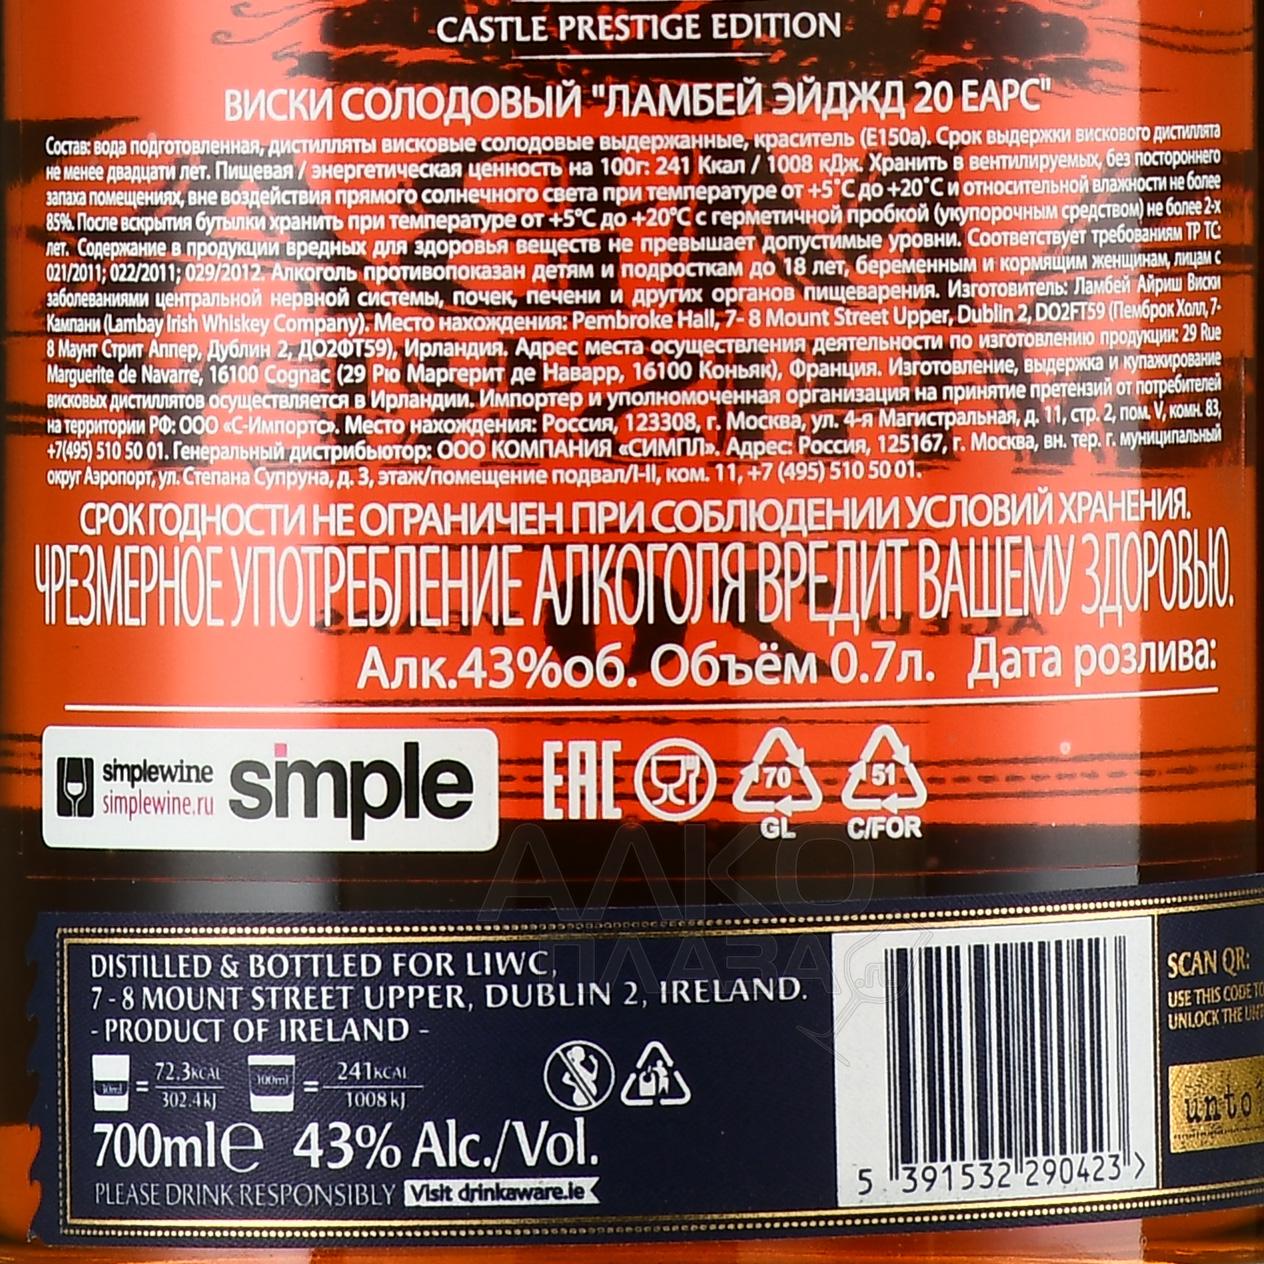 CASTLE PRESTIGE EDITION
ВИСКИ СОЛОДОВЫЙ "ЛАМБЕЙ ЭЙДЖД 20 ЕАРС"
Состав: вода подготовленная, дистилляты висковые солодовые выдержанные, краситель (Е150а). Срок выдержки вискового дистиллята
не менее двадцати лет. Пищевая / энергетическая ценность на 100г: 241 Ккал / 1008 кДж. Хранить в вентилируемых, без постороннего
запаха помещениях, вне воздействия прямого солнечного света при температуре от +5˚С до +20˚С и относительной влажности не более
85%. После вскрытия бутылки хранить при температуре от +5°С до +20°С с герметичной пробкой (укупорочным средством) не более 2-х
лет. Содержание в продукции вредных для здоровья веществ не превышает допустимые уровни. Соответствует требованиям ТР ТС:
021/2011; 022/2011; 029/2012. Алкоголь противопоказан детям и подросткам до 18 лет, беременным и кормящим женщинам, лицам с
заболеваниями центральной нервной системы, почек, печени и других органов пищеварения. Изготовитель: Ламбей Айриш Виски
Кампани (Lambay Irish Whiskey Company). Место нахождения: Pembroke Hall, 7- 8 Mount Street Upper, Dublin 2, DO2FT59 (Пемброк Холл, 7-
8 Маунт Стрит Аппер, Дублин 2, ДО2ФТ59), Ирландия. Адрес места осуществления деятельности по изготовлению продукции: 29 Rue
Marguerite de Navarre, 16100 Cognac (29 Рю Маргерит де Наварр, 16100 Коньяк), Франция. Изготовление, выдержка и купажирование
висковых дистиллятов осуществляется в Ирландии. Импортер и уполномоченная организация на принятие претензий от потребителей
на территории РФ: ООО «С-Импортс». Место нахождения: Россия, 123308, г. Москва, ул. 4-я Магистральная, д. 11, стр. 2, пом. V, комн. 83,
+7(495) 510 50 01. Генеральный дистрибьютор: ООО КОМПАНИЯ «СИМПЛ». Адрес: Россия, 125167, г. Москва, вн. тер. г. муниципальный
округ Аэропорт, ул. Степана Супруна, д. 3, этаж/помещение подвал/I-II, ком. 11, +7 (495) 510 50 01.
СРОК ГОДНОСТИ НЕ ОГРАНИЧЕН ПРИ СОБЛЮДЕНИИ УСЛОВИЙ ХРАНЕНИЯ.
ЧРЕЗМЕРНОЕ УПОТРЕБЛЕНИЕ АЛКОГОЛЯ ВРЕДИТ ВАШЕМУ ЗДОРОВЬЮ.
Алк.43%об. Объём 0.7л. Дата розлива:
simplewine
simplewine.ru
simple
EAC
70
GL
51
C/FOR
АЛКО
ПЛАЗА.ru
DISTILLED & BOTTLED FOR LIWC,
7 - 8 MOUNT STREET UPPER, DUBLIN 2, IRELAND.
- PRODUCT OF IRELAND -
30ml = 72.3KCAL 100ml = 241KCAL
302.4kJ 1008kJ
700ml℮ 43% Alc./Vol.
PLEASE DRINK RESPONSIBLY Visit drinkaware.ie
5 391532 290423 >
SCAN QR:
USE THIS CODE TO
UNLOCK THE